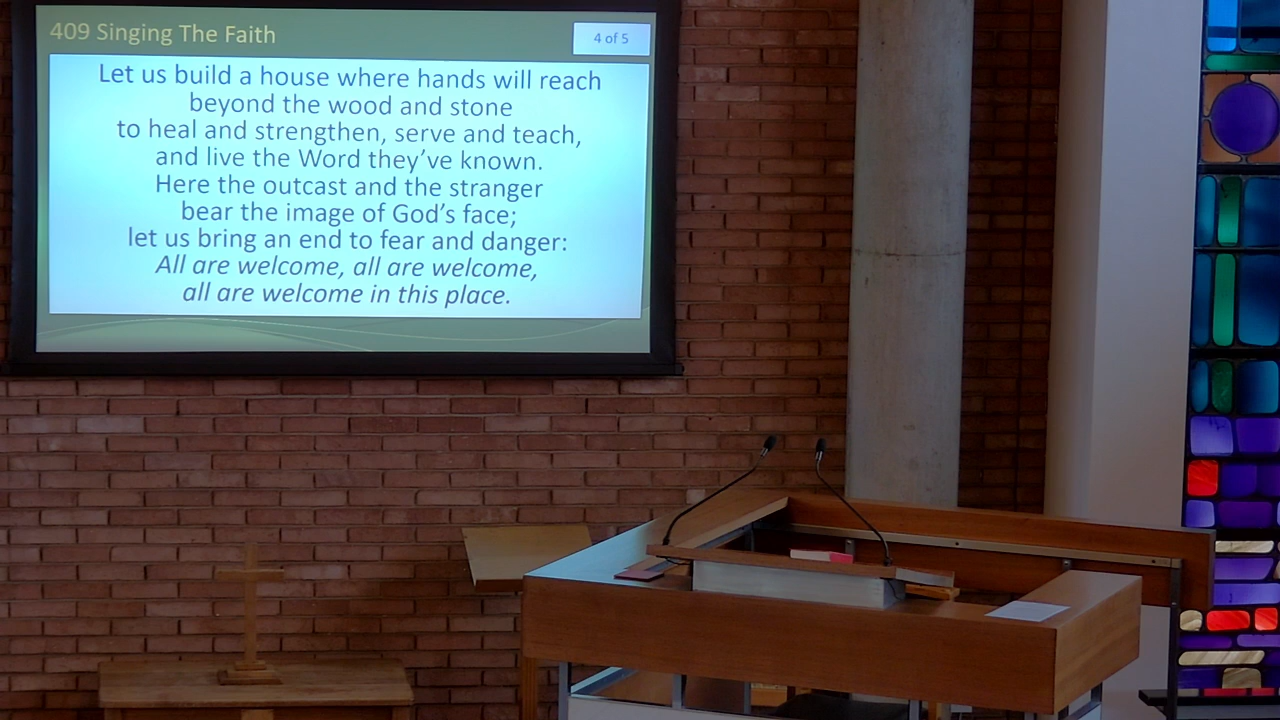 409 Singing The Faith
4 of 5
Let us build a house where hands will reach
beyond the wood and stone
to heal and strengthen, serve and teach,
and live the Word they’ve known.
Here the outcast and the stranger
bear the image of God’s face;
let us bring an end to fear and danger:
All are welcome, all are welcome,
all are welcome in this place.